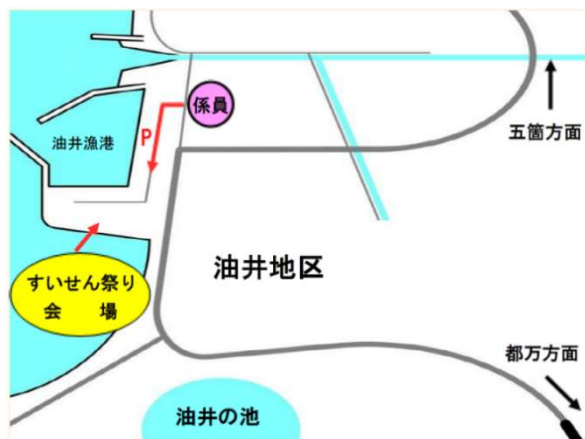 係員
P
油井漁港
五箇方面
油井地区
すいせん祭り
会　場
都万方面
油井の池